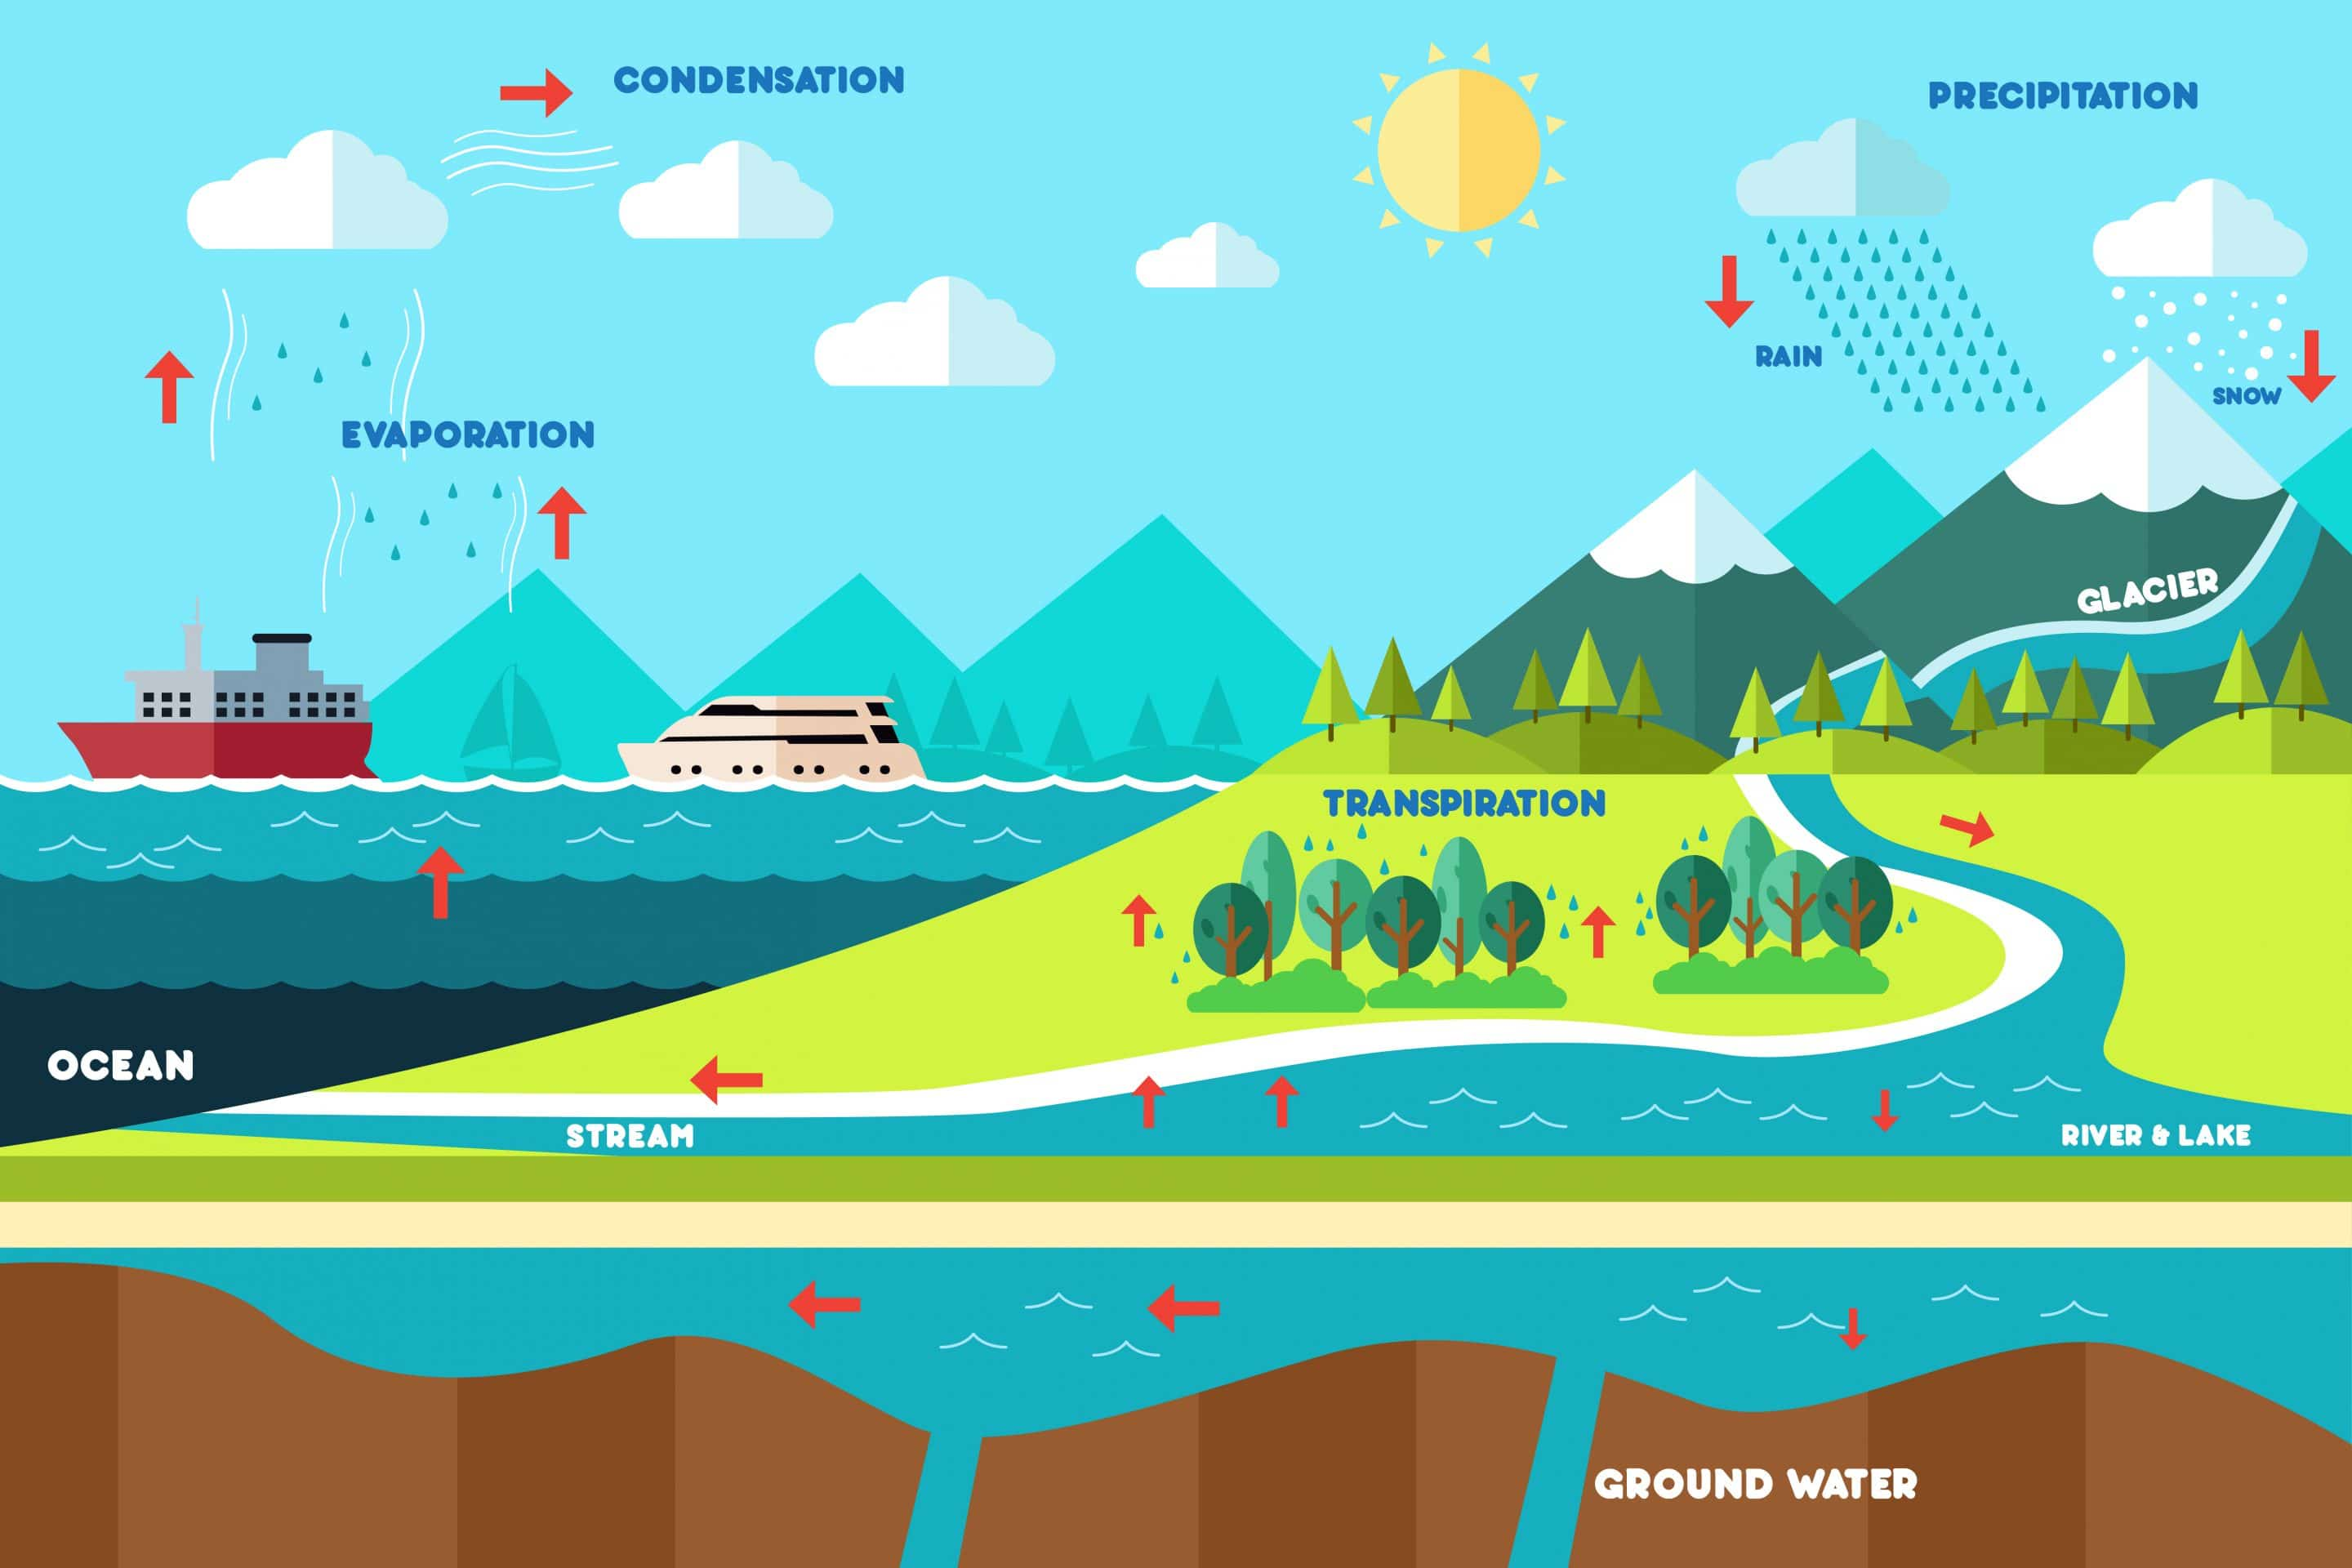 CONDENSATION
PRECIPITATION
RAIN
SNOW
EVAPORATION
GLACIER
TRANSPIRATION
OCEAN
STREAM
RIVER & LAKE
GROUND WATER